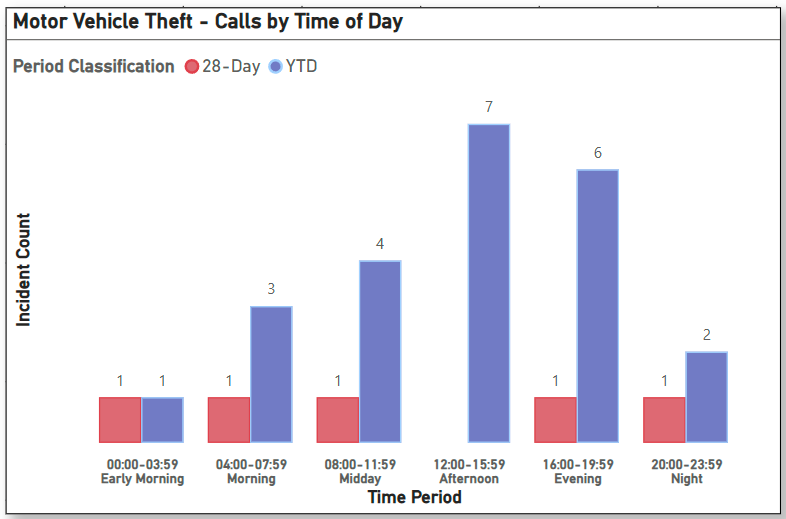 Motor Vehicle Theft - Calls by Time of Day
Period Classification 28-Day YTD
7
6
4
3
2
1 1 1 1 1 1
Incident Count
00:00-03:59 04:00-07:59 08:00-11:59 12:00-15:59 16:00-19:59 20:00-23:59
Early Morning Morning Midday Afternoon Evening Night
Time Period